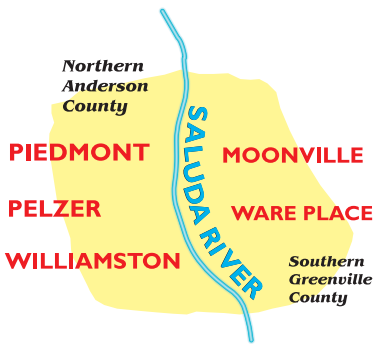 Northern
Anderson
County
PIEDMONT
PELZER
WILLIAMSTON
SALUDA RIVER
MOONVILLE
WARE PLACE
Southern
Greenville
County